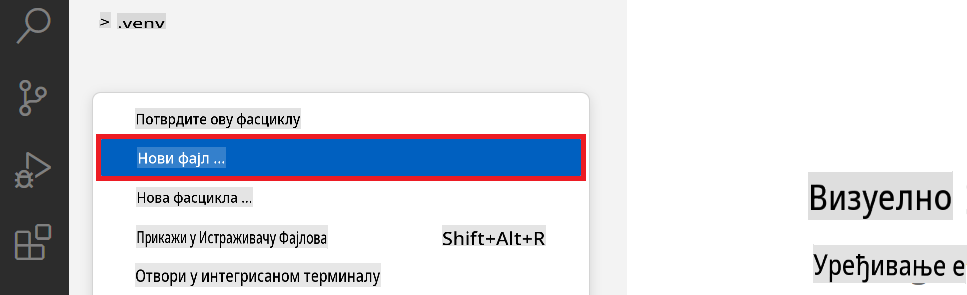 > .venv
Потврдите ову фасциклу
Нови фајл ...
Нова фасцикла ...
Прикажи у Истраживачу Фајлова Shift+Alt+R
Отвори у интегрисаном терминалу
Визуелно
Уређивање е